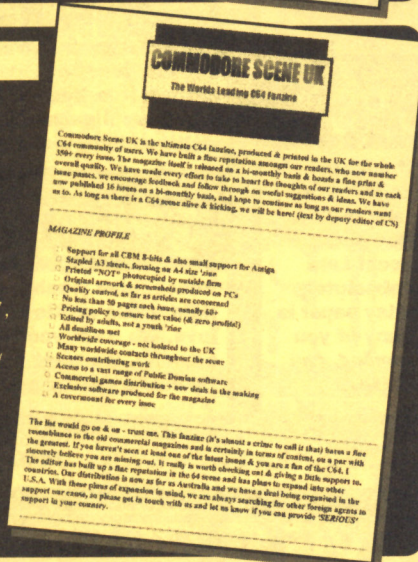 COMMODORE SCENE UK
The Worlds Leading C64 Fanzine
Commodore Scene UK is the ultimate C64 fanzine, produced & printed in the UK for the whole
C64 community of users. We have built a fine reputation amongst our readers, who now number
350+ every issue. The magazine itself is released on a bi-monthly basis & boasts a fine print &
overall quality. We have made every effort to take to heart the thoughts of our readers and as each
issue passes, we encourage feedback and follow through on useful suggestions & ideas. We have
now published 16 issues on a bi-monthly basis, and hope to continue as long as our readers want
us to. As long as there is a C64 scene alive & kicking, we will be here! (text by deputy editor of CS)
MAGAZINE PROFILE
Support for all CBM 8-bits & also small support for Amiga
Stapled A3 sheets, forming an A4 size 'zine
Printed "NOT" photocopied by outside firm
Original artwork & screenshots produced on PCs
Quality control, as far as articles are concerned
No less than 50 pages each issue, usually 60+
Pricing policy to ensure best value (& zero profits!)
Edited by adults, not a youth 'zine
All deadlines met
Worldwide coverage - not isolated to the UK
Many worldwide contacts throughout the scene
Sceners contributing work
Access to a vast range of Public Domian software
Commercial games distribution + new deals in the making
Exclusive software produced for the magazine
A covermount for every issue
The list would go on & on - trust me. This fanzine (it's almost a crime to call it that) bares a fine
resemblance to the old commercial magazines and is certainly in terms of content, on a par with
the greatest. If you haven't seen at least one of the latest issues & you are a fan of the C64, I
sincerely believe you are missing out. It really is worth checking out & giving a little support to.
The editor has built up a fine reputation in the 64 scene and has plans to expand into other
countries. Our distribution is now as far as Australia and we have a deal being organised in the
U.S.A. With these plans of expansion in mind, we are always searching for other foreign agents to
support our cause, so please get in touch with us and let us know if you can provide 'SERIOUS'
support in your country.